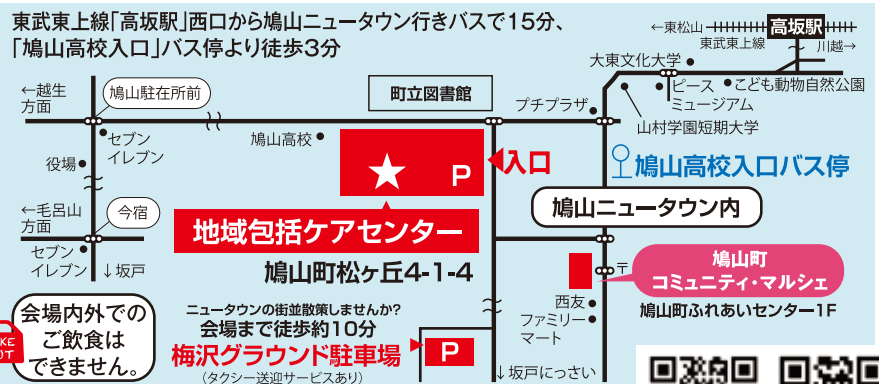 東武東上線「高坂駅」西口から鳩山ニュータウン行きバスで15分、
「鳩山高校入口」バス停より徒歩3分
←東松山
高坂駅
東武東上線
川越→
大東文化大学
ピース
ミュージアム
こども動物自然公園
山村学園短期大学
プチプラザ
←越生
方面
鳩山駐在所前
町立図書館
セブン
イレブン
鳩山高校
役場
P
入口
鳩山高校入口バス停
←毛呂山
方面
今宿
地域包括ケアセンター
鳩山ニュータウン内
セブン
イレブン
↓坂戸
鳩山町松ヶ丘4-1-4
〒
鳩山町
コミュニティ・マルシェ
鳩山町ふれあいセンター1F
西友
ファミリー
マート
会場内外での
ご飲食は
できません。
ニュータウンの街並散策しませんか?
会場まで徒歩約10分
梅沢グラウンド駐車場
(タクシー送迎サービスあり)
P
↓坂戸にっさい